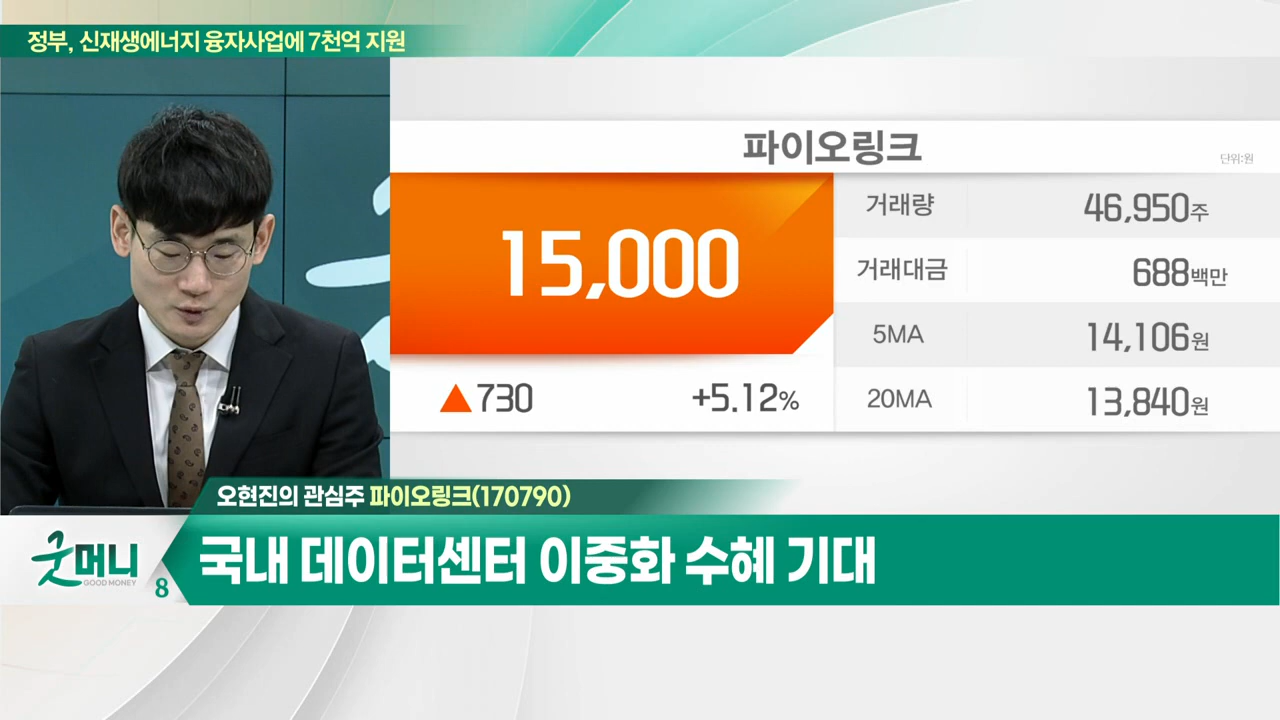 정부, 신재생에너지 융자사업에 7천억 지원
파이오링크
단위:원
15,000
▲730 +5.12%
거래량 46,950주
거래대금 688백만
5MA 14,106원
20MA 13,840원
오현진의 관심주 파이오링크(170790)
굿머니
GOOD MONEY
8
국내 데이터센터 이중화 수혜 기대